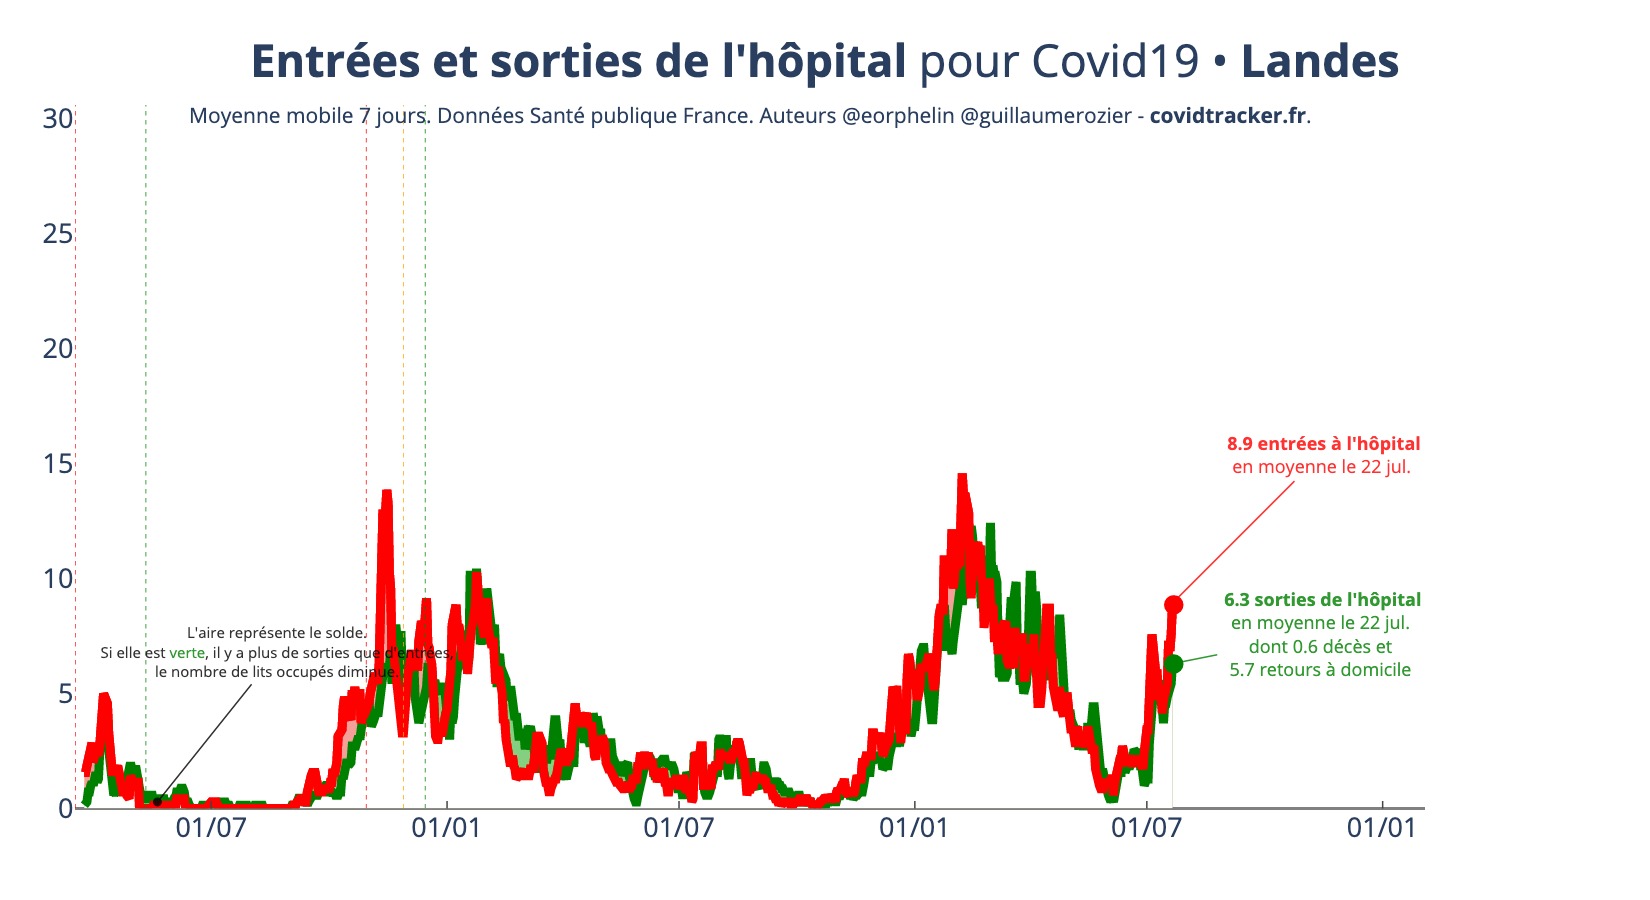 Entrées et sorties de l'hôpital pour Covid19 • Landes
Moyenne mobile 7 jours. Données Santé publique France. Auteurs @eorphelin @guillaumerozier - covidtracker.fr.
30
25
20
15
10
5
0
8.9 entrées à l'hôpital
en moyenne le 22 jul.
6.3 sorties de l'hôpital
en moyenne le 22 jul.
dont 0.6 décès et
5.7 retours à domicile
L'aire représente le solde.
Si elle est verte, il y a plus de sorties que d'entrées,
le nombre de lits occupés diminue.
01/07
01/01
01/07
01/01
01/07
01/01